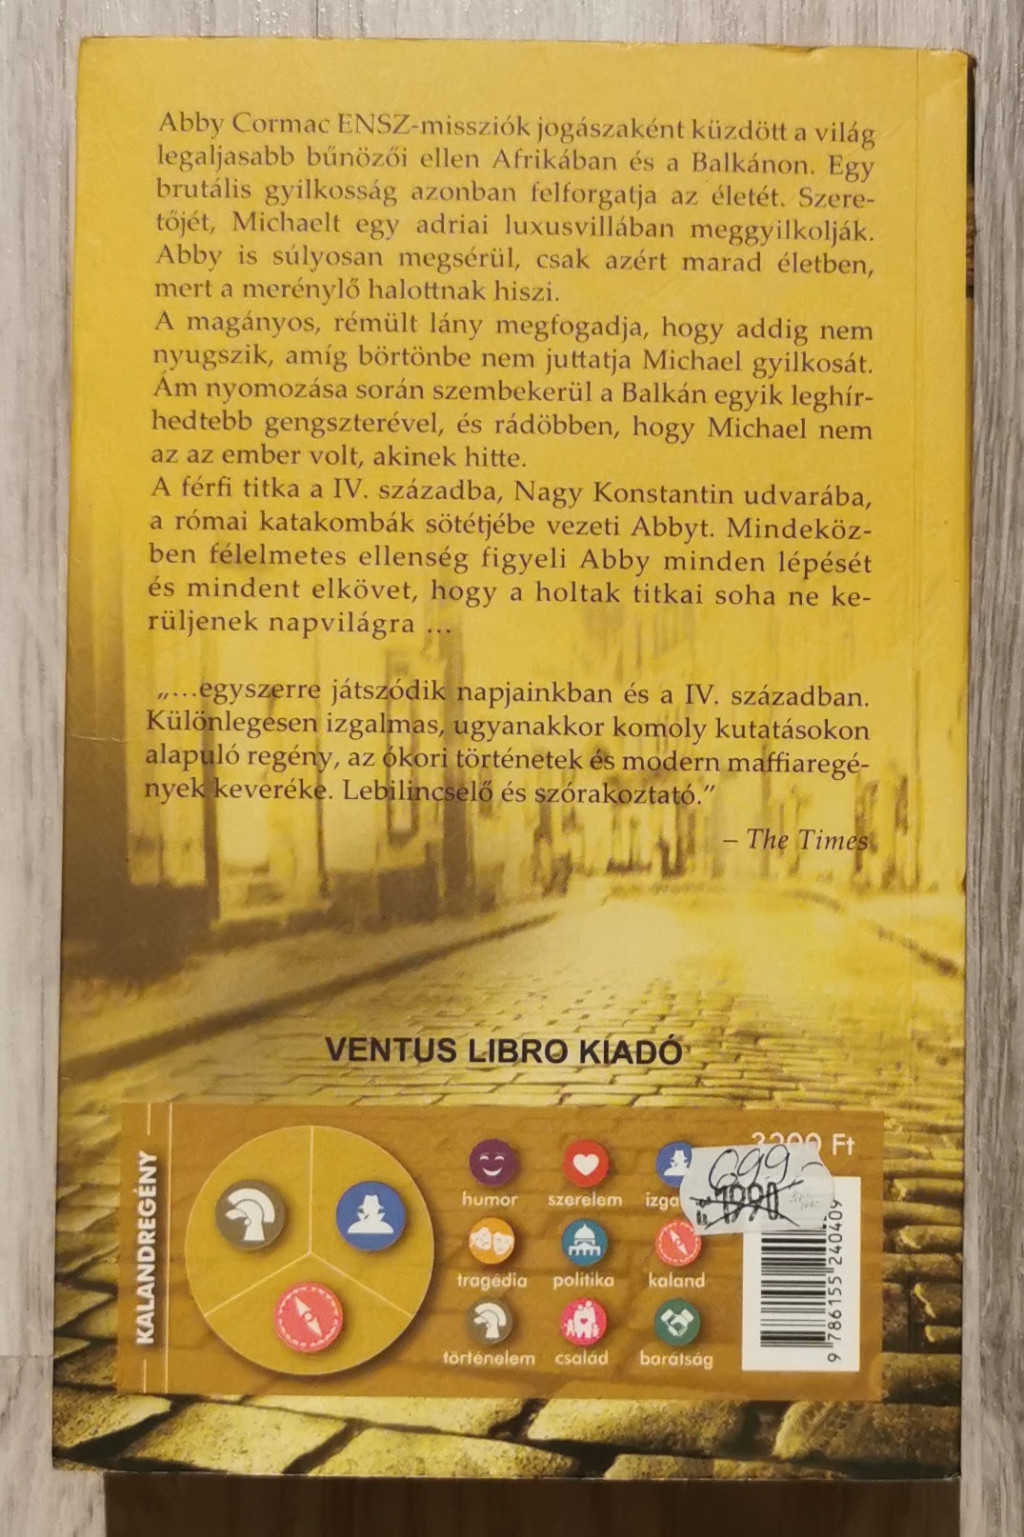 Abby Cormac ENSZ-missziók jogászaként küzdött a világ
legaljasabb bűnözői ellen Afrikában és a Balkánon. Egy
brutális gyilkosság azonban felforgatja az életét. Szere-
tőjét, Michaelt egy adriai luxusvillában meggyilkolják.
Abby is súlyosan megsérül, csak azért marad életben,
mert a merénylő halottnak hiszi.
A magányos, rémült lány megfogadja, hogy addig nem
nyugszik, amíg börtönbe nem juttatja Michael gyilkosát.
Ám nyomozása során szembekerül a Balkán egyik leghír-
hedtebb gengszterével, és rádöbben, hogy Michael nem
az az ember volt, akinek hitte.
A férfi titka a IV. századba, Nagy Konstantin udvarába,
a római katakombák sötétjébe vezeti Abbyt. Mindeköz-
ben félelmetes ellenség figyeli Abby minden lépését
és mindent elkövet, hogy a holtak titkai soha ne ke-
rüljenek napvilágra ...
„...egyszerre játszódik napjainkban és a IV. században.
Különlegesen izgalmas, ugyanakkor komoly kutatásokon
alapuló regény, az ókori történetek és modern maffiaregé-
nyek keveréke. Lebilincselő és szórakoztató.”
– The Times
VENTUS LIBRO KIADÓ
KALANDREGÉNY
humor szerelem
tragédia politika kaland
történelem család barátság
Ft
699,-
1990
9 786155 240409